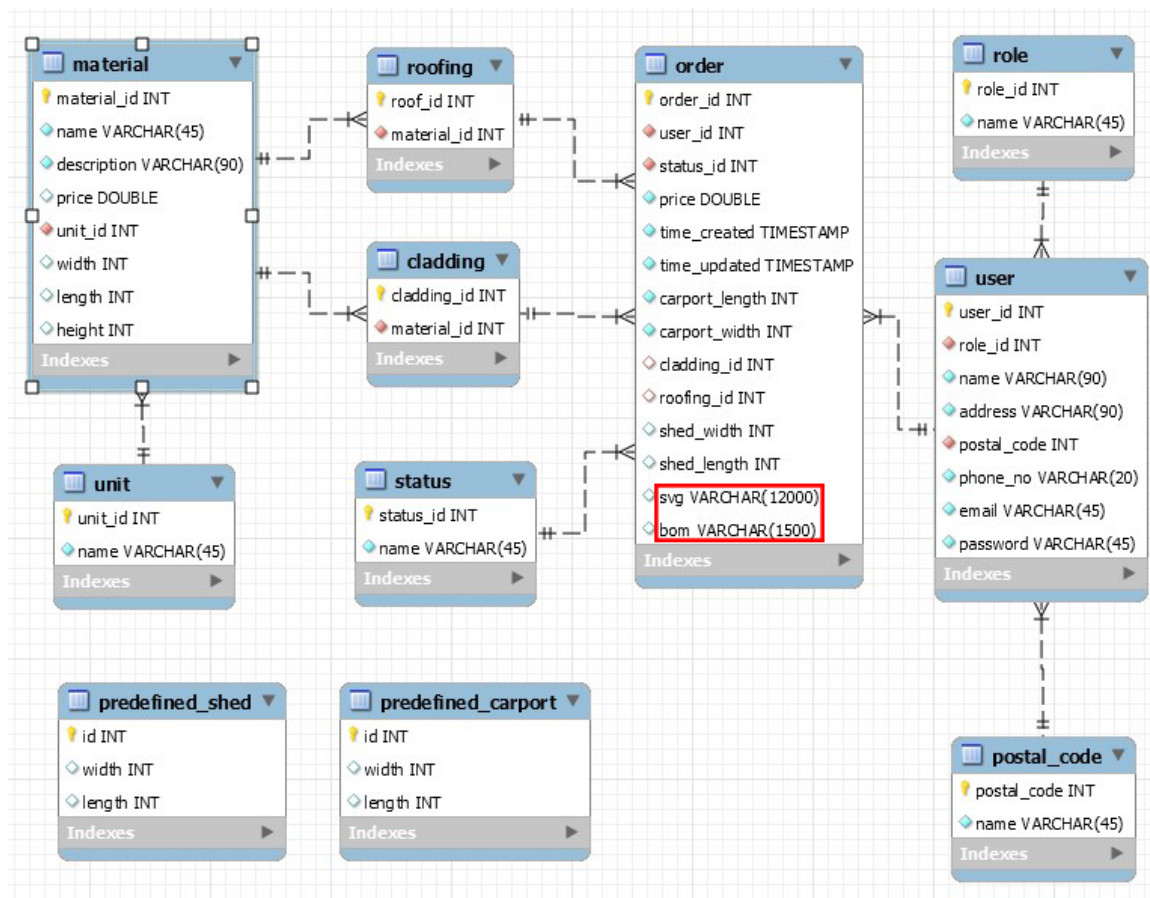 material
material_id INT
name VARCHAR(45)
description VARCHAR(90)
price DOUBLE
unit_id INT
width INT
length INT
height INT
Indexes
roofing
roof_id INT
material_id INT
Indexes
cladding
cladding_id INT
material_id INT
Indexes
order
order_id INT
user_id INT
status_id INT
price DOUBLE
time_created TIMESTAMP
time_updated TIMESTAMP
carport_length INT
carport_width INT
cladding_id INT
roofing_id INT
shed_width INT
shed_length INT
svg VARCHAR(12000)
bom VARCHAR(1500)
Indexes
role
role_id INT
name VARCHAR(45)
Indexes
user
user_id INT
role_id INT
name VARCHAR(90)
address VARCHAR(90)
postal_code INT
phone_no VARCHAR(20)
email VARCHAR(45)
password VARCHAR(45)
Indexes
unit
unit_id INT
name VARCHAR(45)
Indexes
status
status_id INT
name VARCHAR(45)
Indexes
predefined_shed
id INT
width INT
length INT
Indexes
predefined_carport
id INT
width INT
length INT
Indexes
postal_code
postal_code INT
name VARCHAR(45)
Indexes